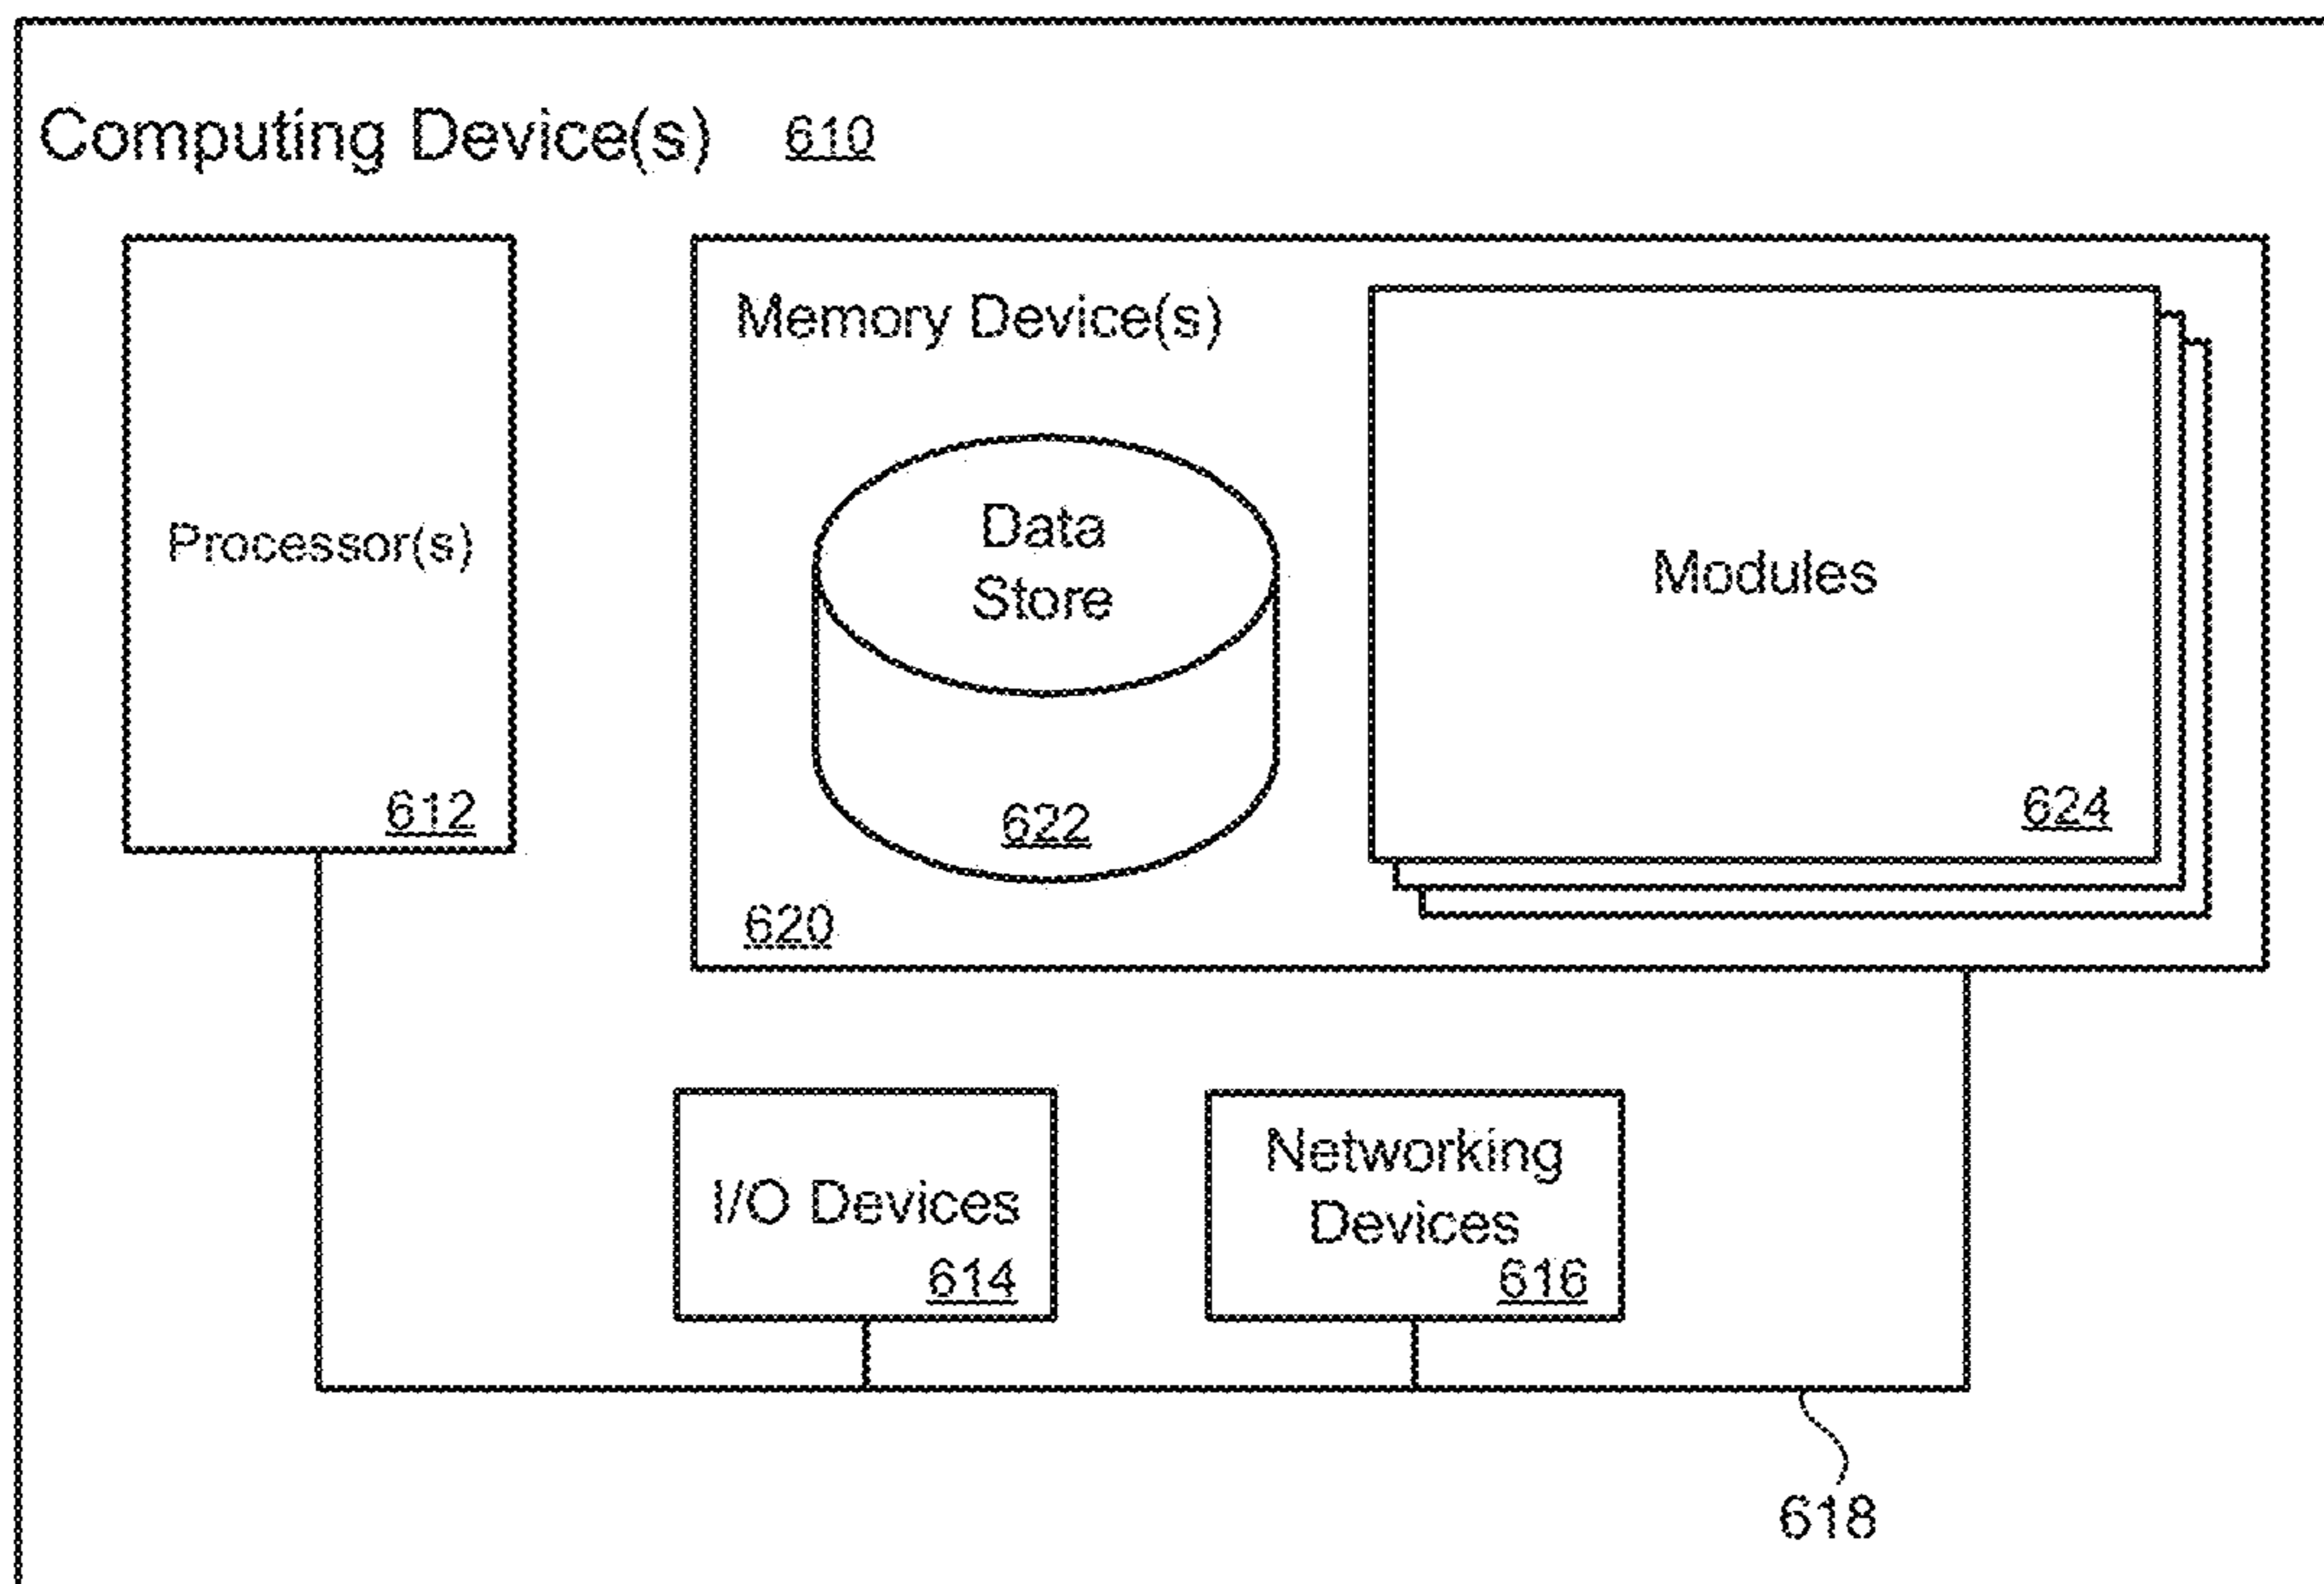 Computing Device(s) 610
Processor(s)
612
Memory Device(s)
Data
Store
622
620
Modules
624
I/O Devices
614
Networking
Devices
616
618